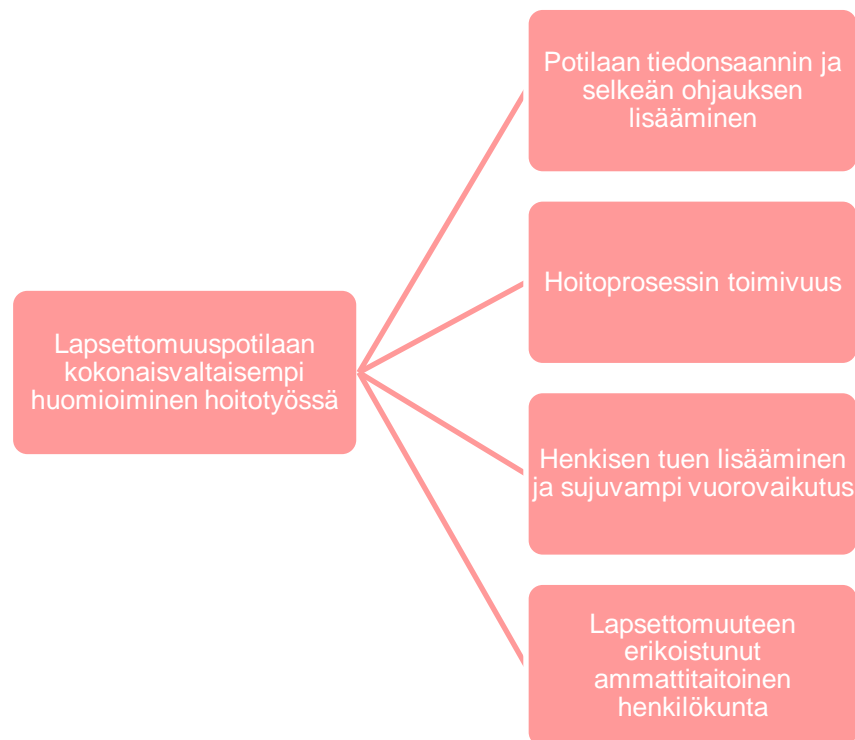 Potilaan tiedonsaannin ja
selkeän ohjauksen
lisääminen
Hoitoprosessin toimivuus
Lapsettomuuspotilaan
kokonaisvaltaisempi
huomioiminen hoitotyössä
Henkisen tuen lisääminen
ja sujuvampi vuorovaikutus
Lapsettomuuteen
erikoistunut
ammattitaitoinen
henkilökunta